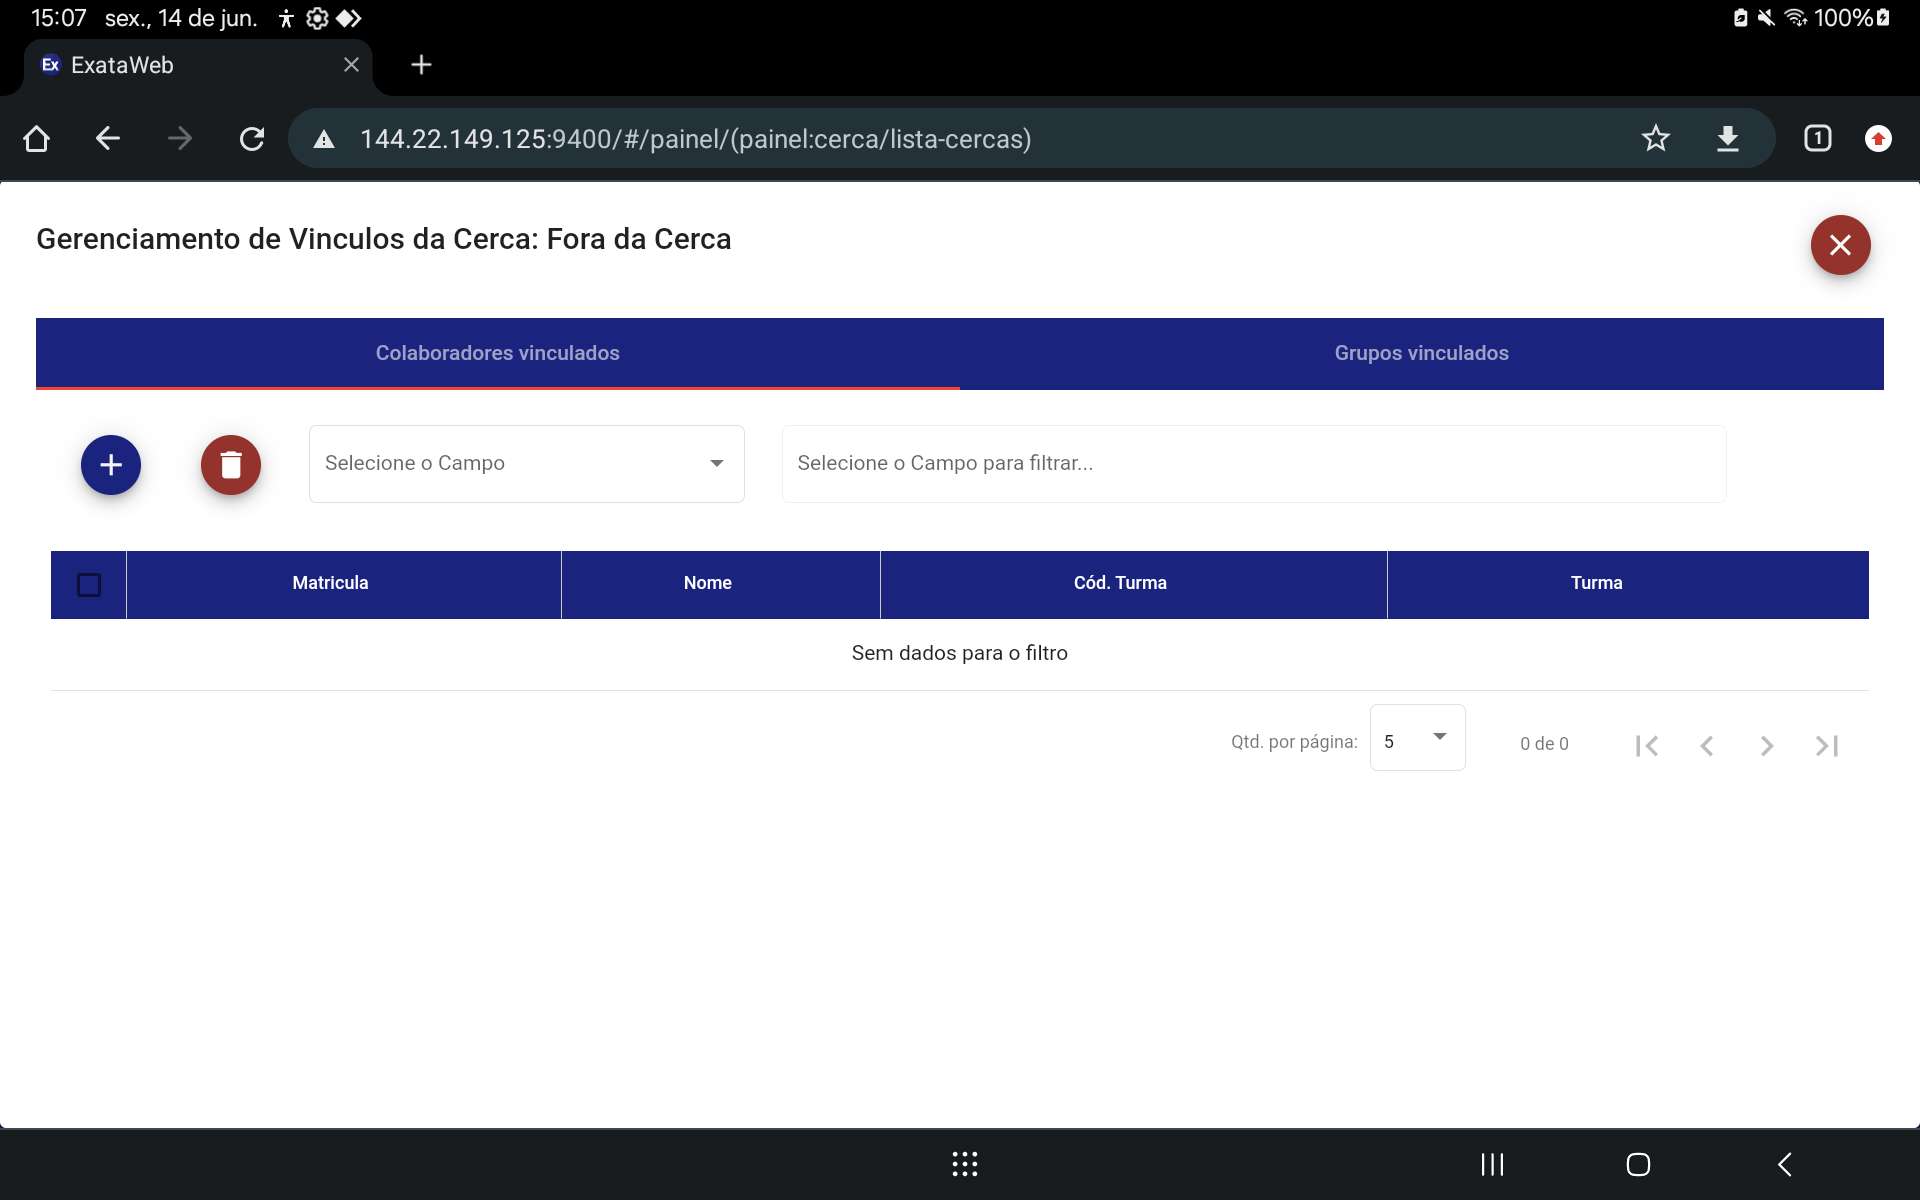 15:07 sex., 14 de jun. 100%
Ex ExataWeb
144.22.149.125:9400/#/painel/(painel:cerca/lista-cercas) 1
Gerenciamento de Vinculos da Cerca: Fora da Cerca
Colaboradores vinculados Grupos vinculados
Selecione o Campo Selecione o Campo para filtrar...
Matricula Nome Cód. Turma Turma
Sem dados para o filtro
Qtd. por página: 5 0 de 0